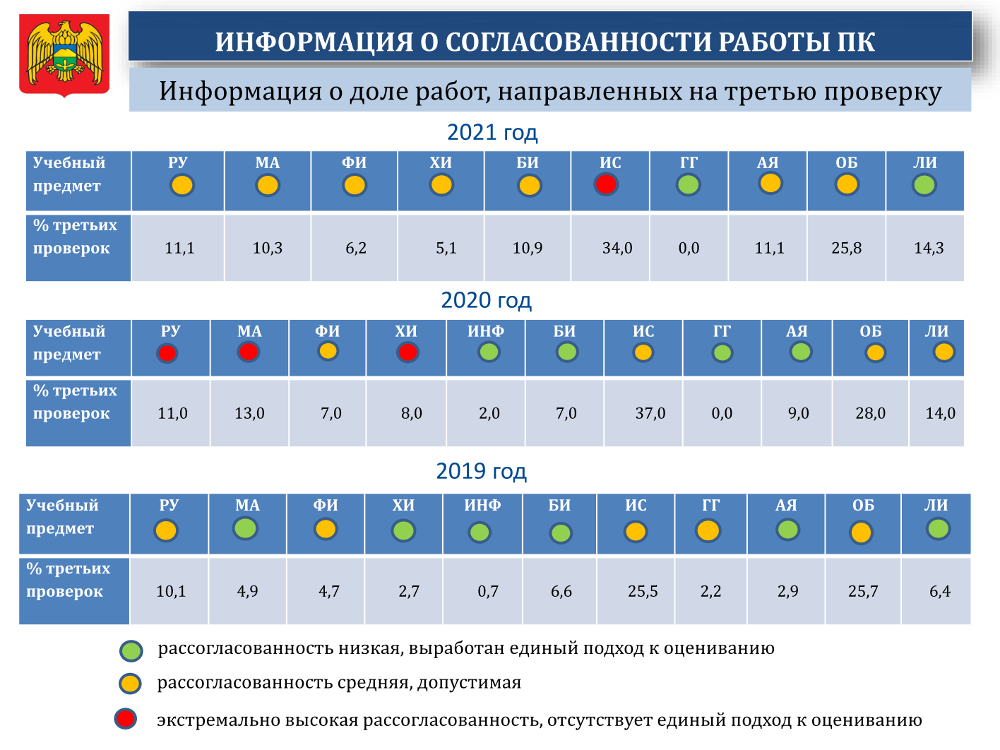 ИНФОРМАЦИЯ О СОГЛАСОВАННОСТИ РАБОТЫ ПК
Информация о доле работ, направленных на третью проверку
2021 год
Учебный предмет РУ МА ФИ ХИ БИ ИС ГГ АЯ ОБ ЛИ
% третьих проверок 11,1 10,3 6,2 5,1 10,9 34,0 0,0 11,1 25,8 14,3
2020 год
Учебный предмет РУ МА ФИ ХИ ИНФ БИ ИС ГГ АЯ ОБ ЛИ
% третьих проверок 11,0 13,0 7,0 8,0 2,0 7,0 37,0 0,0 9,0 28,0 14,0
2019 год
Учебный предмет РУ МА ФИ ХИ ИНФ БИ ИС ГГ АЯ ОБ ЛИ
% третьих проверок 10,1 4,9 4,7 2,7 0,7 6,6 25,5 2,2 2,9 25,7 6,4
рассогласованность низкая, выработан единый подход к оцениванию
рассогласованность средняя, допустимая
экстремально высокая рассогласованность, отсутствует единый подход к оцениванию